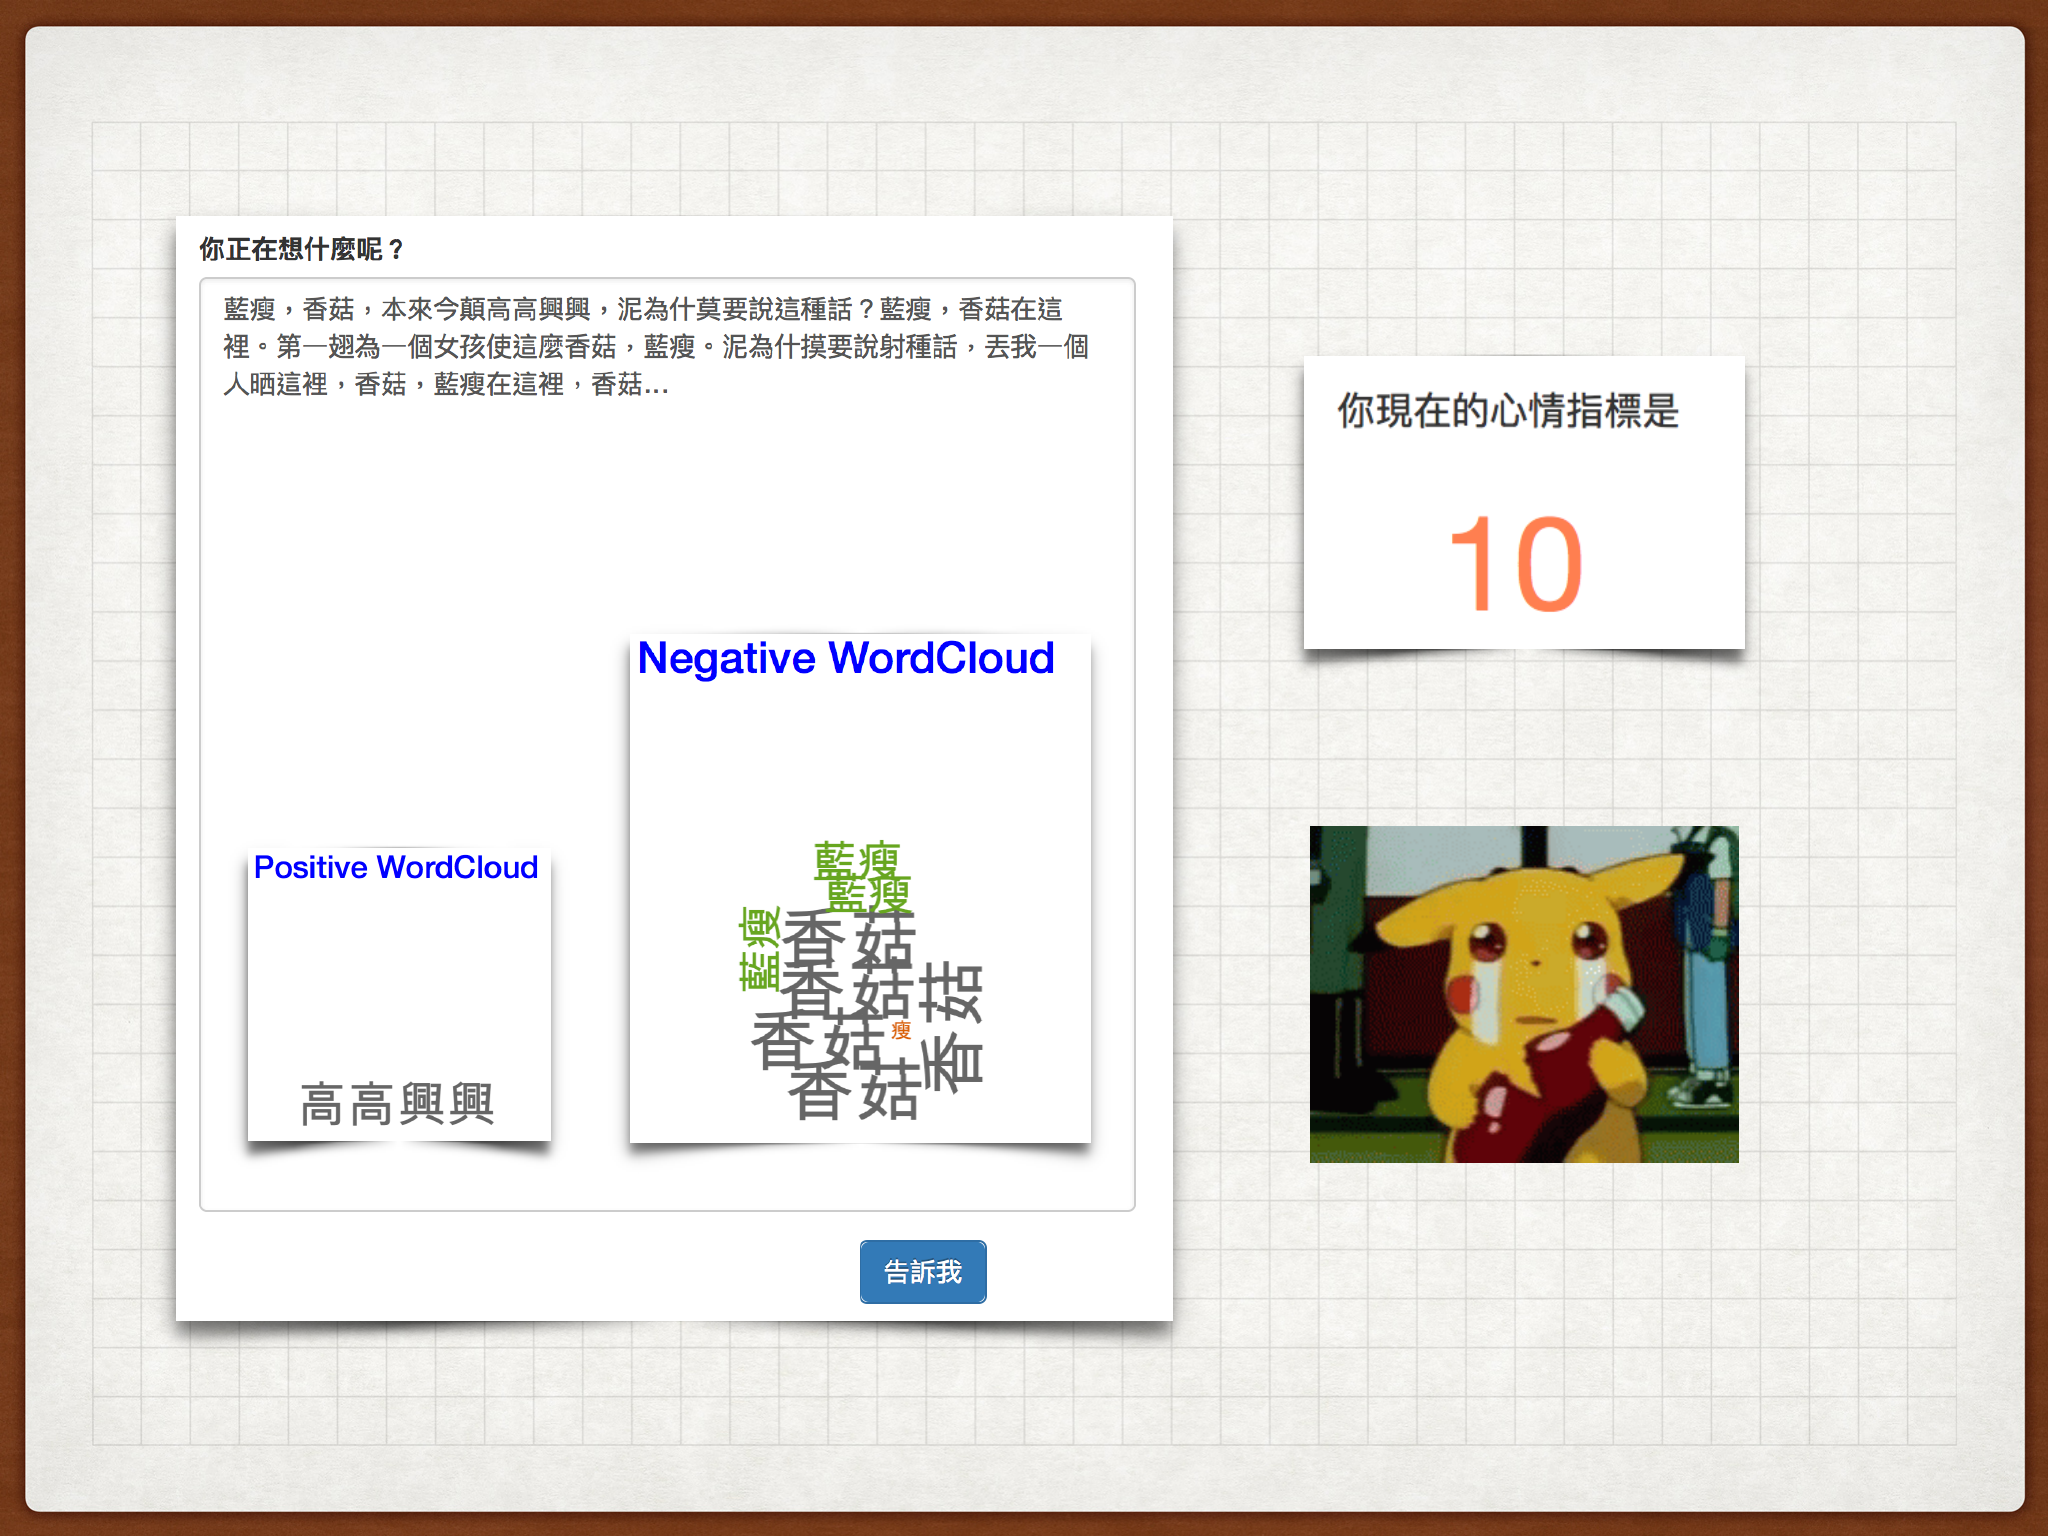 你正在想什麼呢？
藍瘦，香菇，本來今顛高高興興，泥為什莫要說這種話？藍瘦，香菇在這
裡。第一翅為一個女孩使這麼香菇，藍瘦。泥為什摸要說射種話，丟我一個
人晒這裡，香菇，藍瘦在這裡，香菇...
Positive WordCloud
高高興興
Negative WordCloud
藍瘦
藍瘦
藍瘦
香菇
香菇
香菇
香菇
香菇
瘦
告訴我
你現在的心情指標是
10